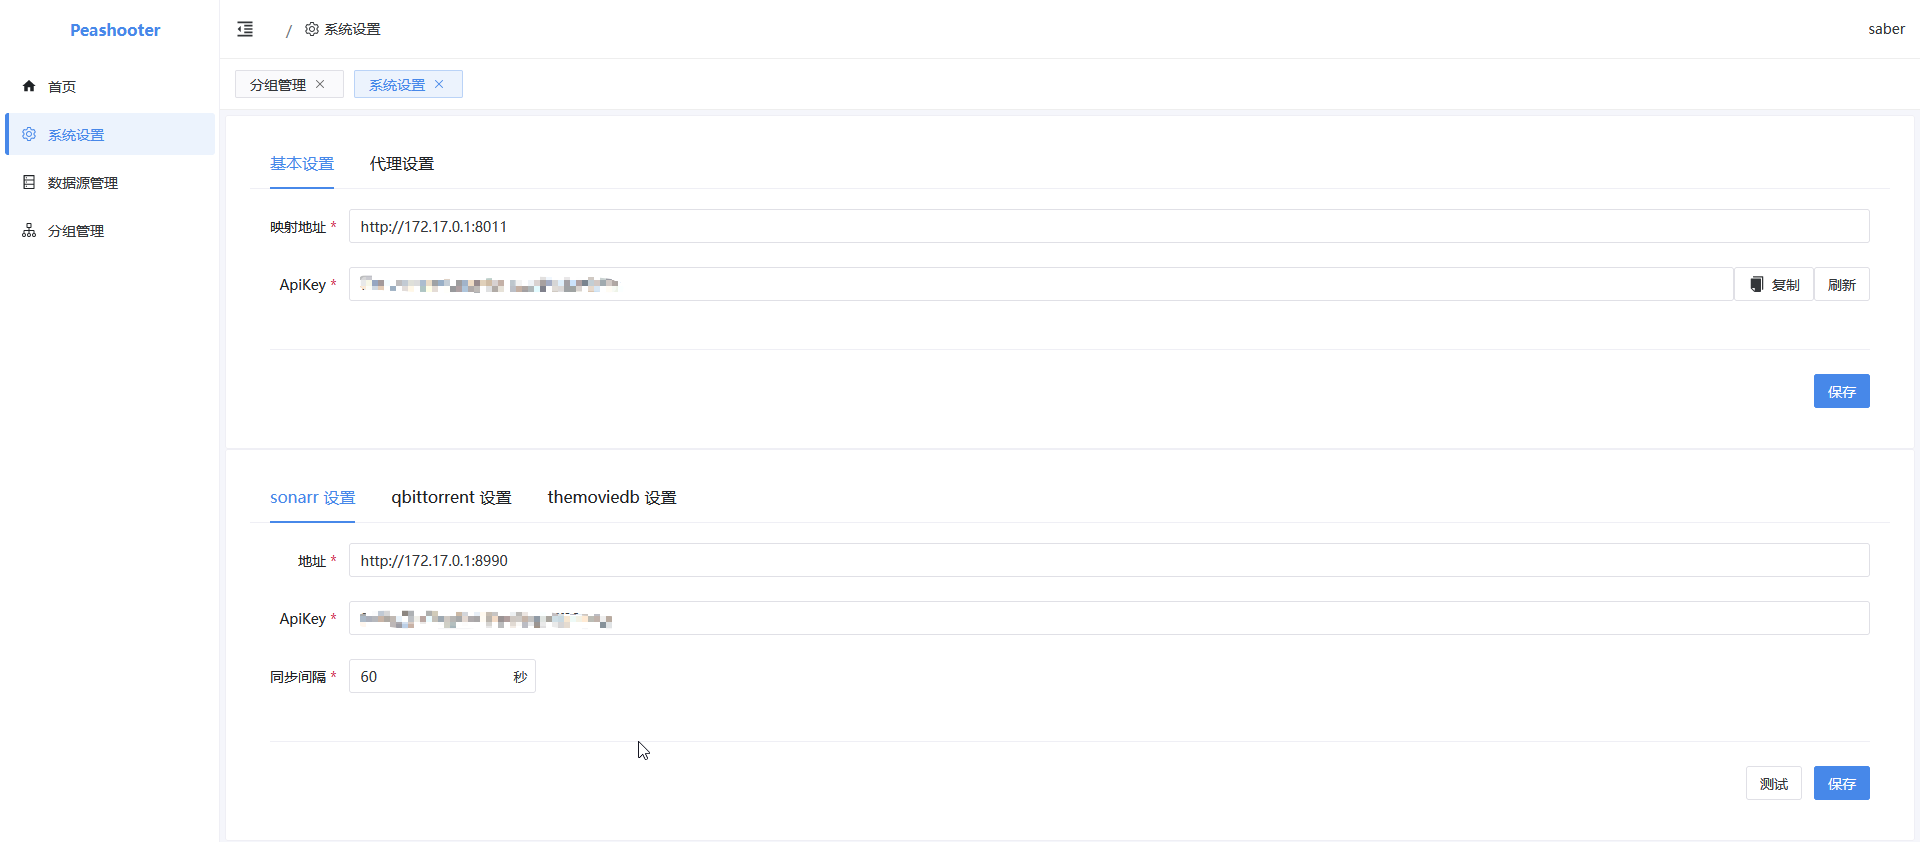 Peashooter
/ 系统设置
saber
首页
系统设置
数据源管理
分组管理
分组管理 × 系统设置 ×
基本设置 代理设置
映射地址 * http://172.17.0.1:8011
ApiKey * 复制 刷新
保存
sonarr 设置 qbittorrent 设置 themoviedb 设置
地址 * http://172.17.0.1:8990
ApiKey *
同步间隔 * 60 秒
测试 保存